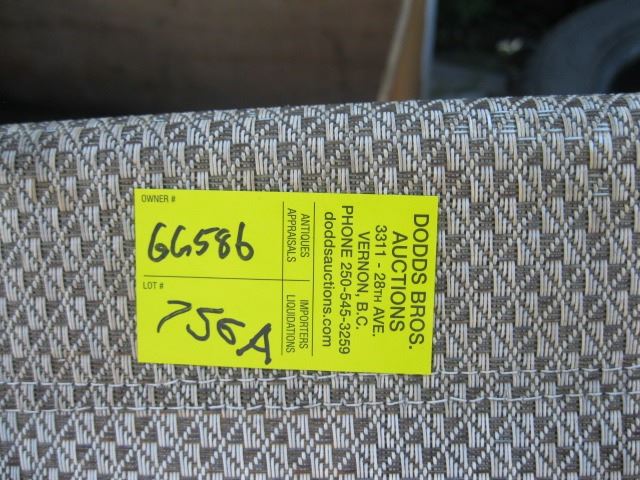 OWNER #
GG586
LOT #
756A
ANTIQUES
APPRAISALS
IMPORTERS
LIQUIDATIONS
DODDS BROS.
AUCTIONS
3311 - 28TH AVE.
VERNON, B.C.
PHONE 250-545-3259
doddsauctions.com